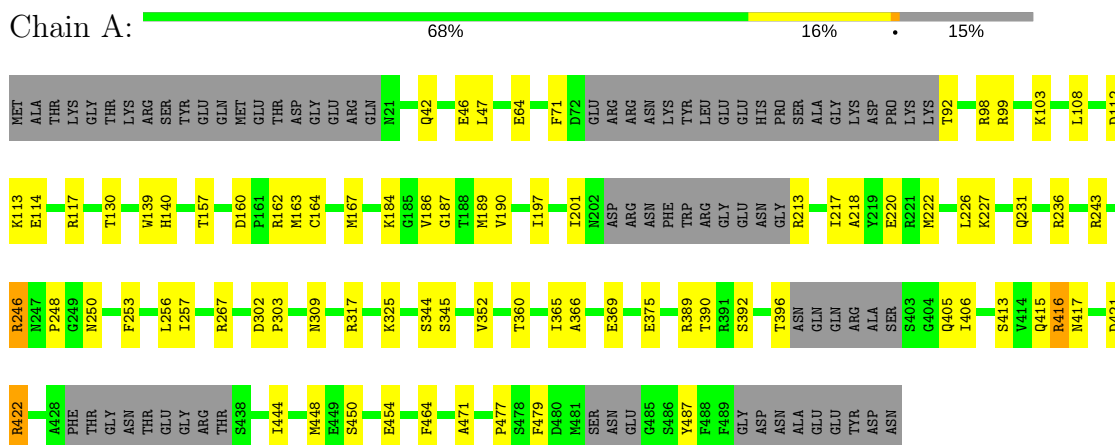 Chain A:
68% 16% • 15%
MET ALA THR LYS GLY THR LYS ARG SER TYR GLU GLN MET GLU THR ASP GLY GLU ARG GLN N21 Q42 E46 L47 E64 F71 D72 GLU ARG ARG ASN LYS TYR LEU GLU GLU HIS PRO SER ALA GLY LYS ASP PRO LYS LYS T92 R98 R99 K103 L108 D112
K113 E114 R117 T130 W139 H140 T157 D160 P161 R162 M163 C164 M167 K184 G185 V186 G187 T188 M189 V190 I197 I201 N202 ASP ARG ASN PHE TRP ARG GLY GLU ASN GLY R213 I217 A218 Y219 E220 R221 M222 L226 K227 Q231 R236 R243
R246 N247 P248 G249 N250 F253 L256 I257 R267 D302 P303 N309 R317 K325 S344 S345 V352 T360 I365 A366 E369 E375 R389 T390 R391 S392 T396 ASN GLN GLN ARG ALA SER S403 G404 Q405 I406 S413 V414 Q415 R416 N417 D421
R422 A428 PHE THR GLY ASN THR GLU GLY ARG THR S438 I444 M448 E449 S450 E454 F464 A471 P477 S478 F479 D480 M481 SER ASN GLU G485 S486 Y487 F488 F489 GLY ASP ASN ALA GLU GLU TYR ASP ASN